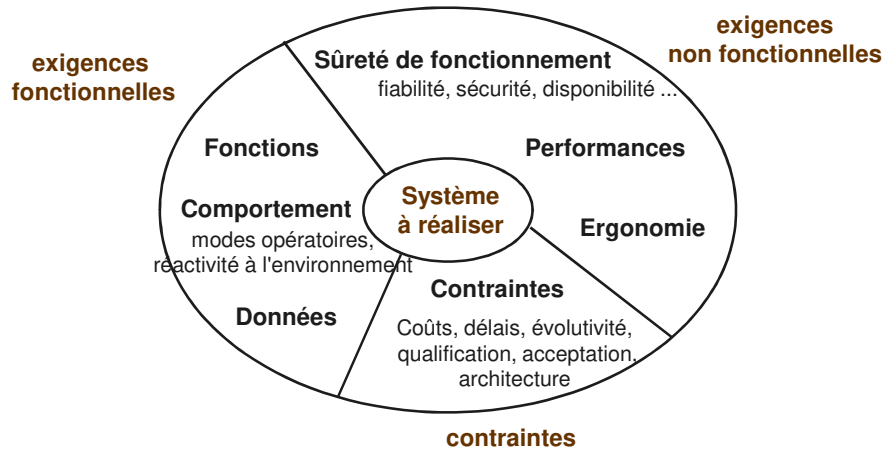 exigences
fonctionnelles
exigences
non fonctionnelles
Sûreté de fonctionnement
fiabilité, sécurité, disponibilité ...
Fonctions
Performances
Système
à réaliser
Comportement
modes opératoires,
réactivité à l'environnement
Ergonomie
Données
Contraintes
Coûts, délais, évolutivité,
qualification, acceptation,
architecture
contraintes